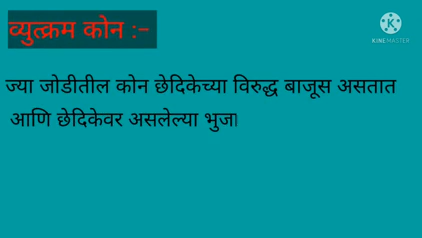 व्युत्क्रम कोन :-
KINEMASTER
ज्या जोडीतील कोन छेदिकेच्या विरुद्ध बाजूस असतात
आणि छेदिकेवर असलेल्या भुजा